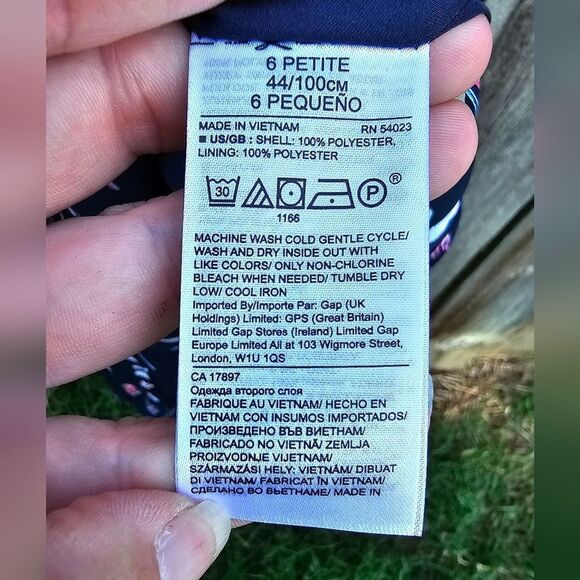 6 PETITE
44/100CM
6 PEQUEÑO
MADE IN VIETNAM RN 54023
■ US/GB : SHELL: 100% POLYESTER,
LINING: 100% POLYESTER
30 P ®
1166
MACHINE WASH COLD GENTLE CYCLE/
WASH AND DRY INSIDE OUT WITH
LIKE COLORS/ ONLY NON-CHLORINE
BLEACH WHEN NEEDED/ TUMBLE DRY
LOW/ COOL IRON
Imported By/Importe Par: Gap (UK
Holdings) Limited: GPS (Great Britain)
Limited Gap Stores (Ireland) Limited Gap
Europe Limited All at 103 Wigmore Street,
London, W1U 1QS
CA 17897
Одежда второго слоя
FABRIQUE AU VIETNAM/ HECHO EN
VIETNAM CON INSUMOS IMPORTADOS/
ПРОИЗВЕДЕНО ВЪВ ВИЕТНАМ/
FABRICADO NO VIETNÃ/ ZEMLJA
PROIZVODNJE VIJETNAM/
SZÁRMAZÁSI HELY: VIETNÁM/ DIBUAT
DI VIETNAM/ FABRICAT ÎN VIETNAM/
СДЕЛАНО ВО ВЬЕТНАМЕ/ MADE IN